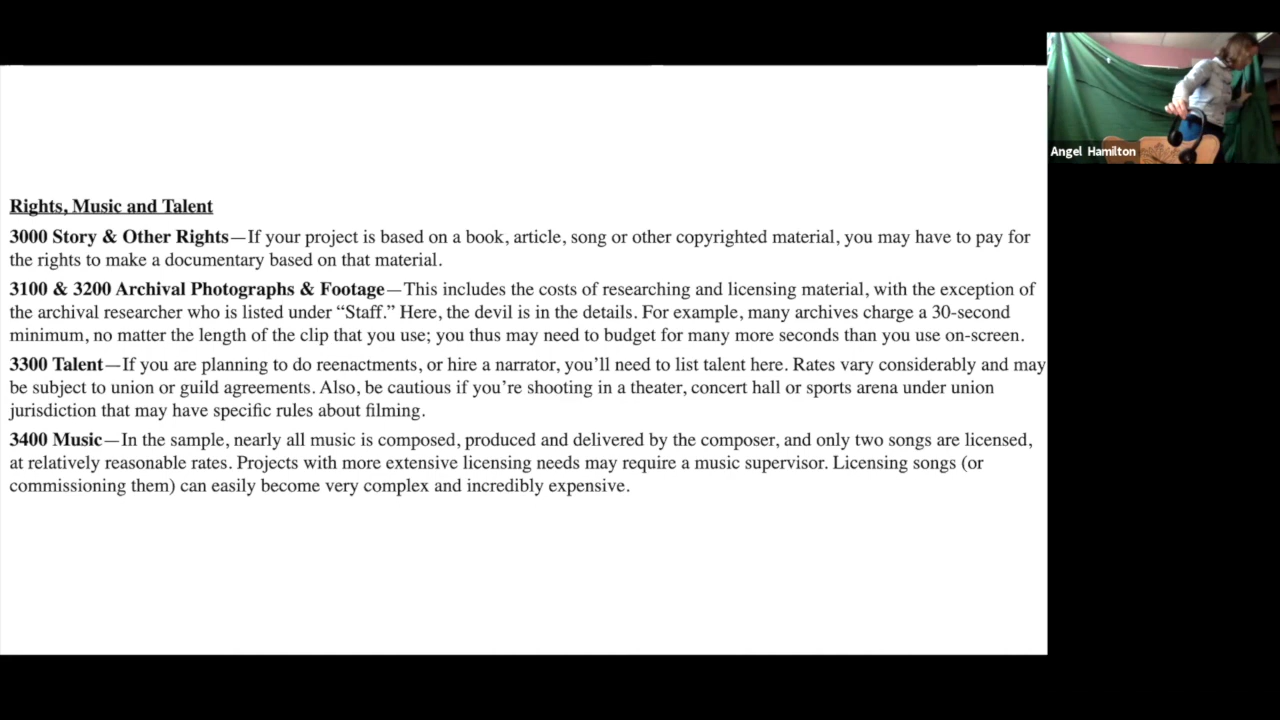 Rights, Music and Talent
3000 Story & Other Rights—If your project is based on a book, article, song or other copyrighted material, you may have to pay for
the rights to make a documentary based on that material.
3100 & 3200 Archival Photographs & Footage—This includes the costs of researching and licensing material, with the exception of
the archival researcher who is listed under “Staff.” Here, the devil is in the details. For example, many archives charge a 30-second
minimum, no matter the length of the clip that you use; you thus may need to budget for many more seconds than you use on-screen.
3300 Talent—If you are planning to do reenactments, or hire a narrator, you’ll need to list talent here. Rates vary considerably and may
be subject to union or guild agreements. Also, be cautious if you’re shooting in a theater, concert hall or sports arena under union
jurisdiction that may have specific rules about filming.
3400 Music—In the sample, nearly all music is composed, produced and delivered by the composer, and only two songs are licensed,
at relatively reasonable rates. Projects with more extensive licensing needs may require a music supervisor. Licensing songs (or
commissioning them) can easily become very complex and incredibly expensive.
Angel Hamilton